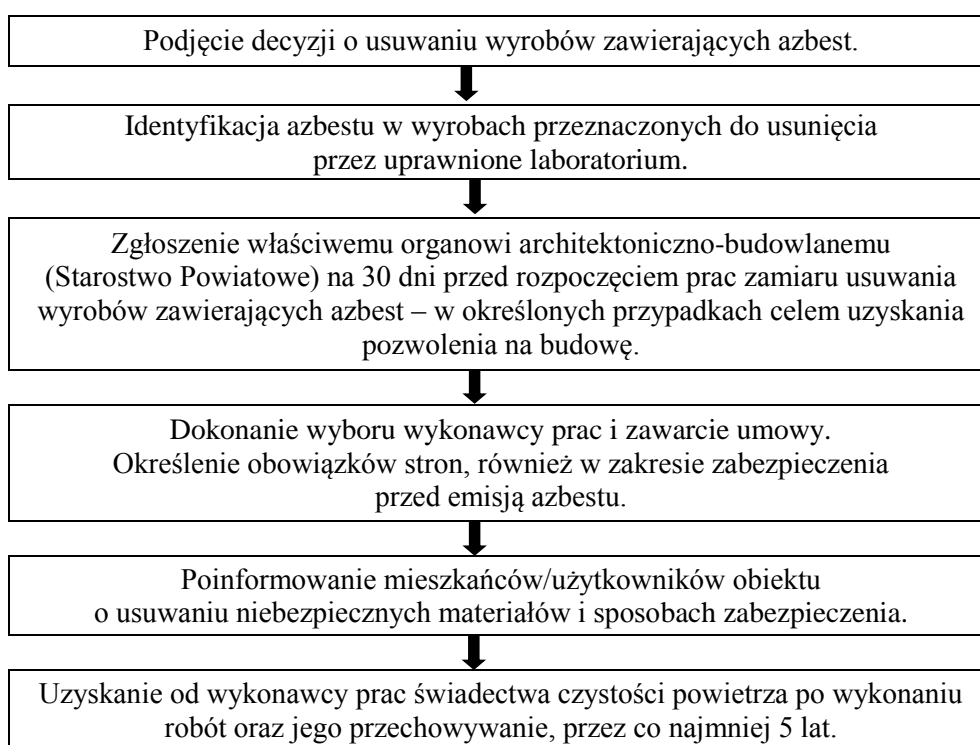 Podjęcie decyzji o usuwaniu wyrobów zawierających azbest.
Identyfikacja azbestu w wyrobach przeznaczonych do usunięcia
przez uprawnione laboratorium.
Zgłoszenie właściwemu organowi architektoniczno-budowlanemu
(Starostwo Powiatowe) na 30 dni przed rozpoczęciem prac zamiaru usuwania
wyrobów zawierających azbest – w określonych przypadkach celem uzyskania
pozwolenia na budowę.
Dokonanie wyboru wykonawcy prac i zawarcie umowy.
Określenie obowiązków stron, również w zakresie zabezpieczenia
przed emisją azbestu.
Poinformowanie mieszkańców/użytkowników obiektu
o usuwaniu niebezpiecznych materiałów i sposobach zabezpieczenia.
Uzyskanie od wykonawcy prac świadectwa czystości powietrza po wykonaniu
robót oraz jego przechowywanie, przez co najmniej 5 lat.